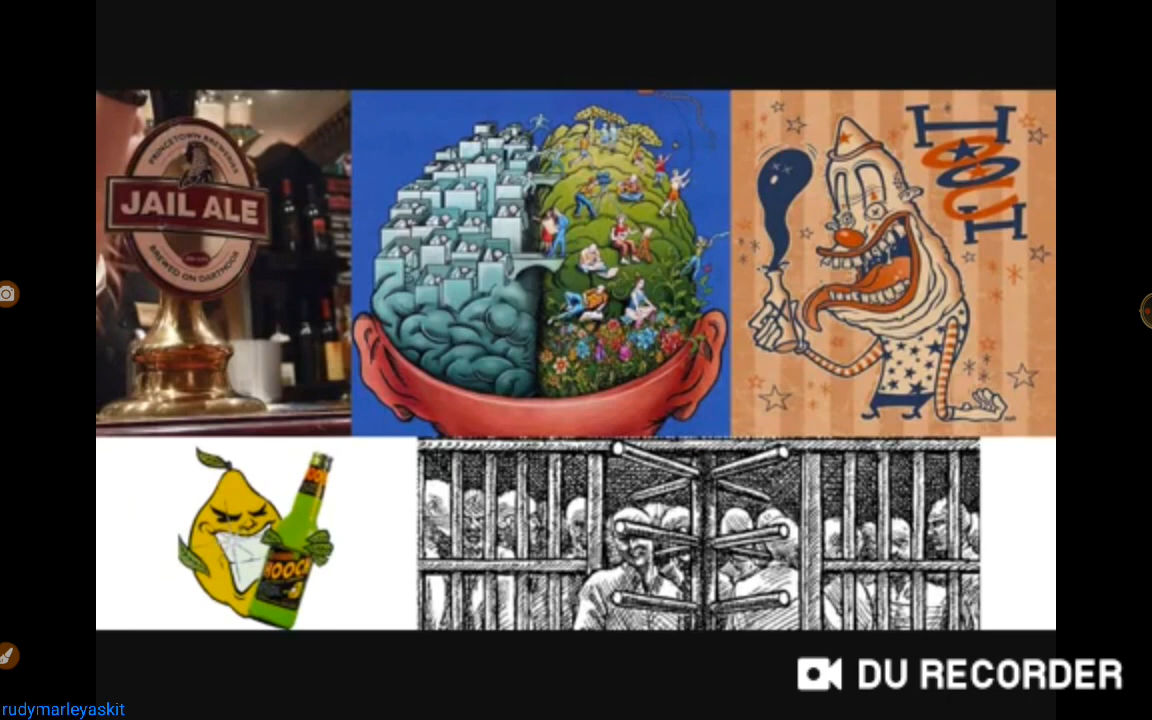 PRINCETOWN BREWERIES
JAIL ALE
BREWED ON DARTMOOR
HOOCH
HOOCH
DU RECORDER
rudymarleyaskit